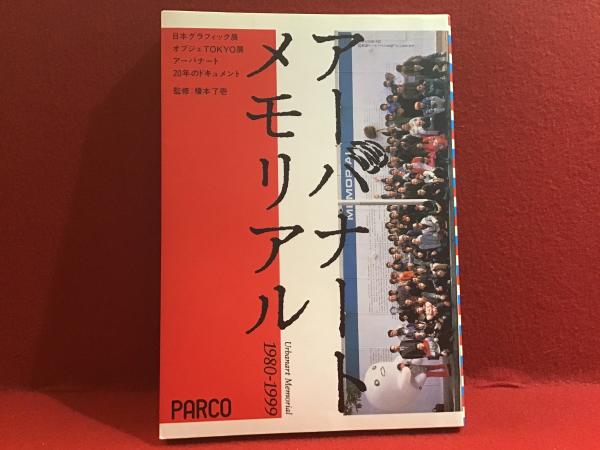 日本グラフィック展
オブジェTOKYO展
アーバナート
20年のドキュメント
監修：榎本了壱
アーバナート
メモリアル
Urbanart Memorial
1980-1999
MEMORIAL
PARCO